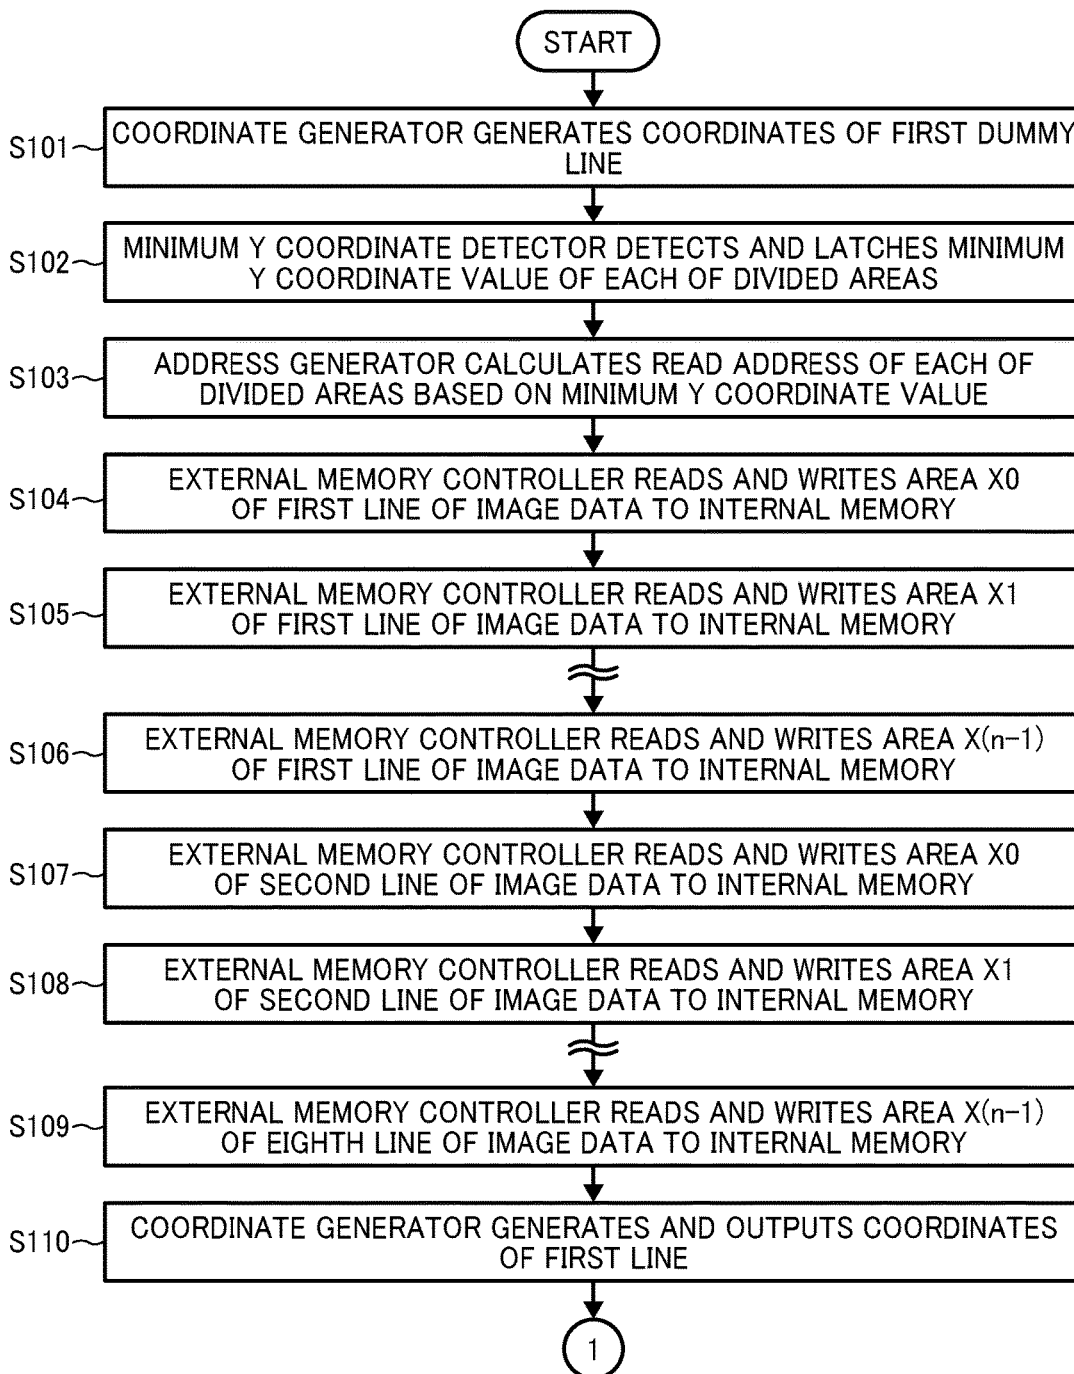 START
S101
COORDINATE GENERATOR GENERATES COORDINATES OF FIRST DUMMY
LINE
S102
MINIMUM Y COORDINATE DETECTOR DETECTS AND LATCHES MINIMUM
Y COORDINATE VALUE OF EACH OF DIVIDED AREAS
S103
ADDRESS GENERATOR CALCULATES READ ADDRESS OF EACH OF
DIVIDED AREAS BASED ON MINIMUM Y COORDINATE VALUE
S104
EXTERNAL MEMORY CONTROLLER READS AND WRITES AREA X0
OF FIRST LINE OF IMAGE DATA TO INTERNAL MEMORY
S105
EXTERNAL MEMORY CONTROLLER READS AND WRITES AREA X1
OF FIRST LINE OF IMAGE DATA TO INTERNAL MEMORY
S106
EXTERNAL MEMORY CONTROLLER READS AND WRITES AREA X(n-1)
OF FIRST LINE OF IMAGE DATA TO INTERNAL MEMORY
S107
EXTERNAL MEMORY CONTROLLER READS AND WRITES AREA X0
OF SECOND LINE OF IMAGE DATA TO INTERNAL MEMORY
S108
EXTERNAL MEMORY CONTROLLER READS AND WRITES AREA X1
OF SECOND LINE OF IMAGE DATA TO INTERNAL MEMORY
S109
EXTERNAL MEMORY CONTROLLER READS AND WRITES AREA X(n-1)
OF EIGHTH LINE OF IMAGE DATA TO INTERNAL MEMORY
S110
COORDINATE GENERATOR GENERATES AND OUTPUTS COORDINATES
OF FIRST LINE
1